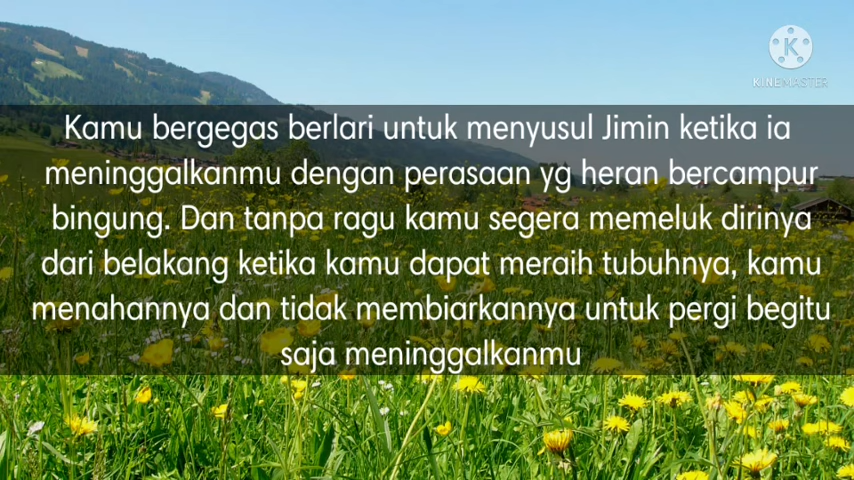 KINEMASTER
Kamu bergegas berlari untuk menyusul Jimin ketika ia
meninggalkanmu dengan perasaan yg heran bercampur
bingung. Dan tanpa ragu kamu segera memeluk dirinya
dari belakang ketika kamu dapat meraih tubuhnya, kamu
menahannya dan tidak membiarkannya untuk pergi begitu
saja meninggalkanmu